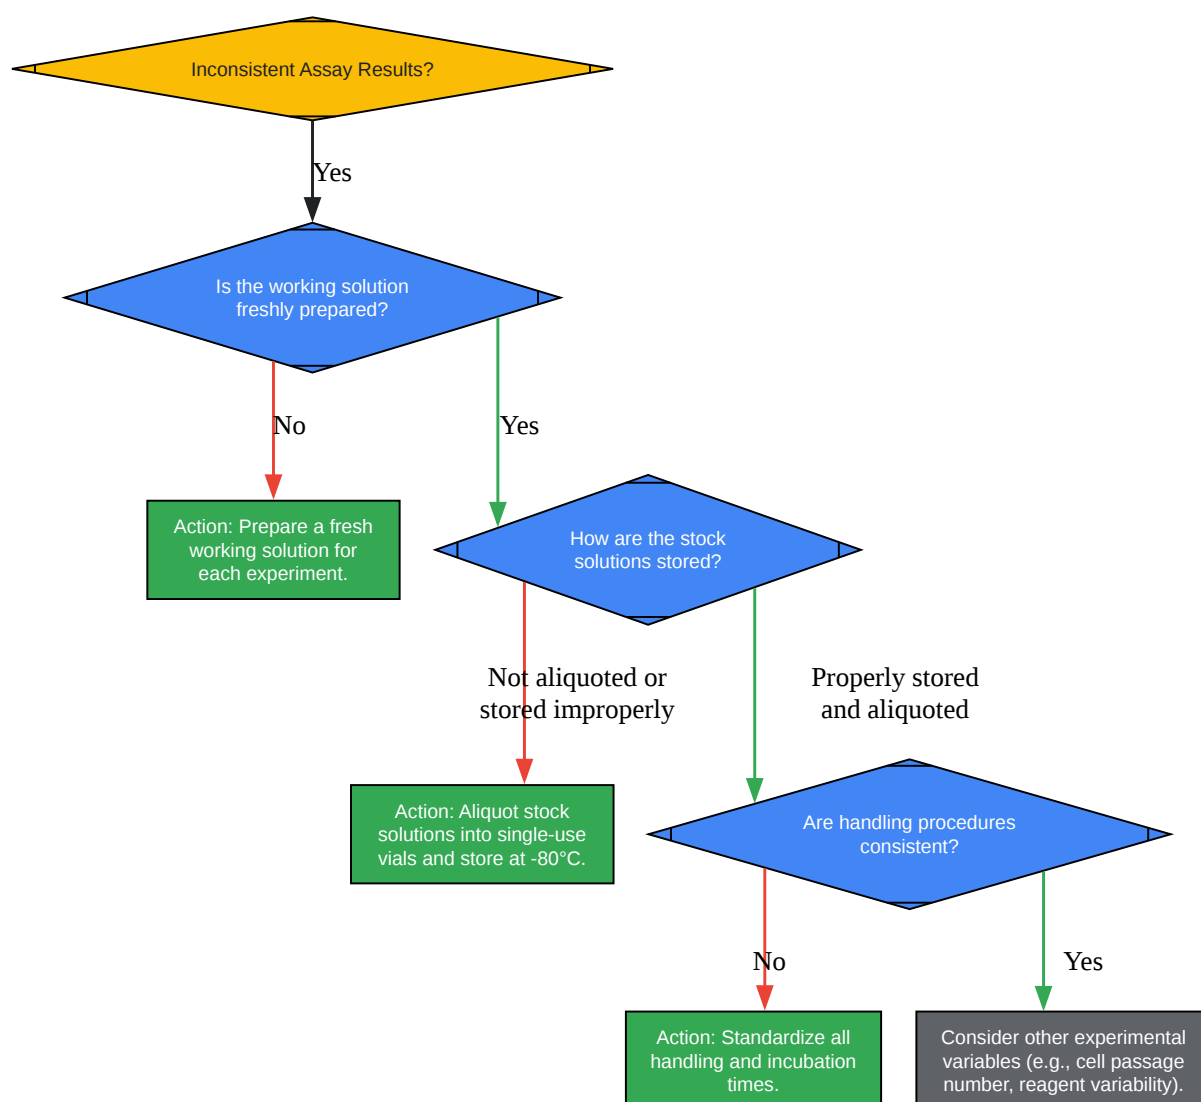 Inconsistent Assay Results?
Yes
Is the working solution
freshly prepared?
No
Yes
Action: Prepare a fresh
working solution for
each experiment.
How are the stock
solutions stored?
Not aliquoted or
stored improperly
Properly stored
and aliquoted
Action: Aliquot stock
solutions into single-use
vials and store at -80°C.
Are handling procedures
consistent?
No
Yes
Action: Standardize all
handling and incubation
times.
Consider other experimental
variables (e.g., cell passage
number, reagent variability).